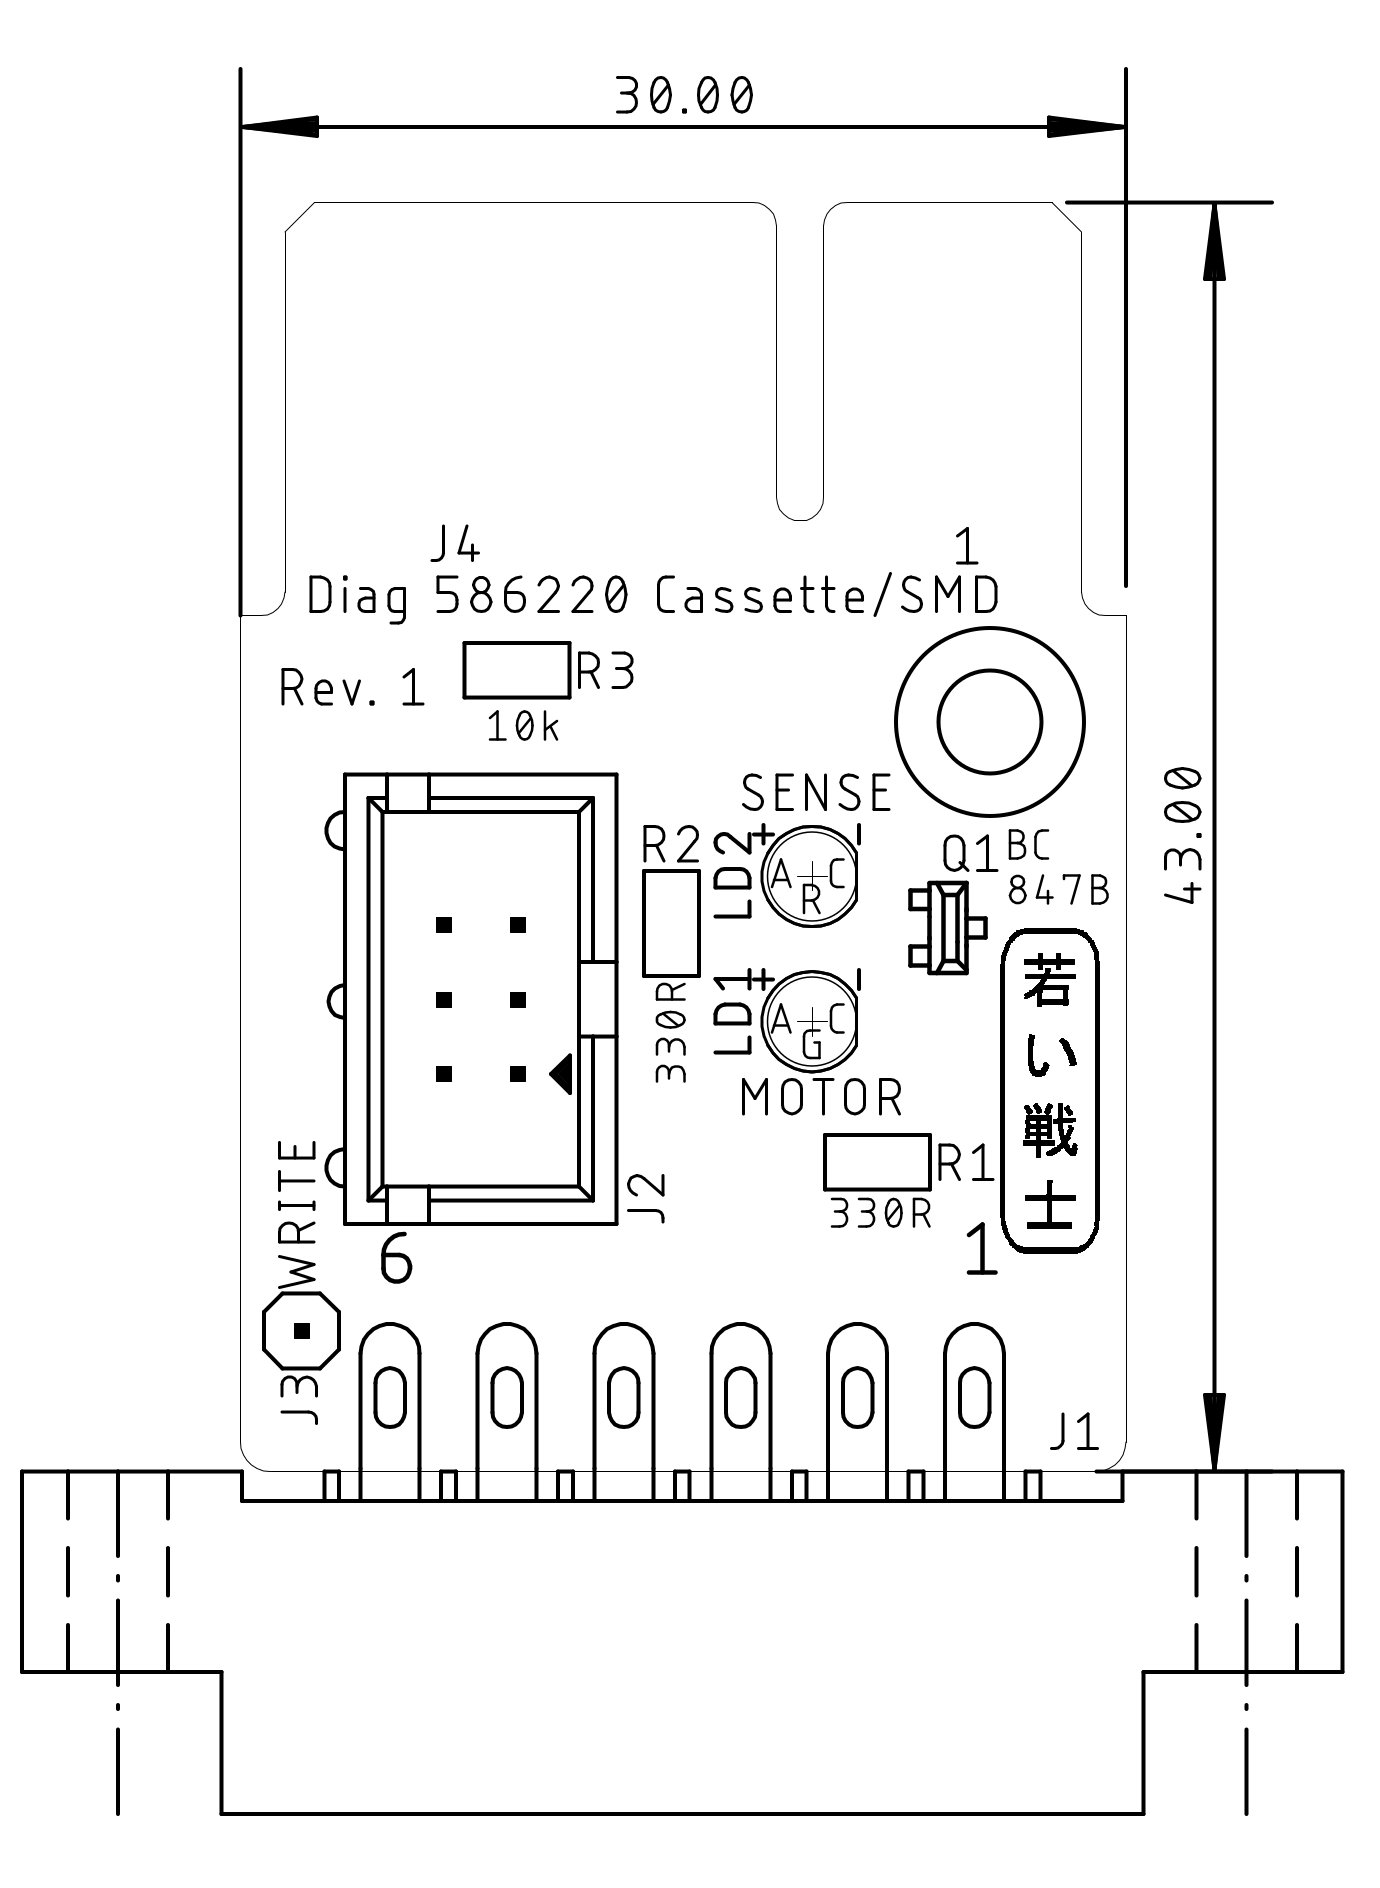 30.00
J4
1
Diag 586220 Cassette/SMD
Rev. 1
R3
10k
43.00
SENSE
R2
LD2
+
-
A C
R
Q1
BC
847B
330R
LD1
+
-
A C
G
MOTOR
若い戦士
R1
330R
J2
WRITE
6
1
J3
J1